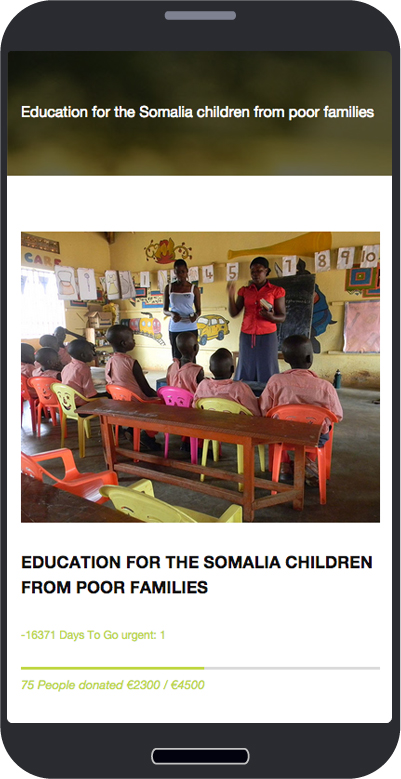 Education for the Somalia children from poor families
CARE
4 5 7 8 9 10
EDUCATION FOR THE SOMALIA CHILDREN
FROM POOR FAMILIES
-16371 Days To Go urgent: 1
75 People donated €2300 / €4500